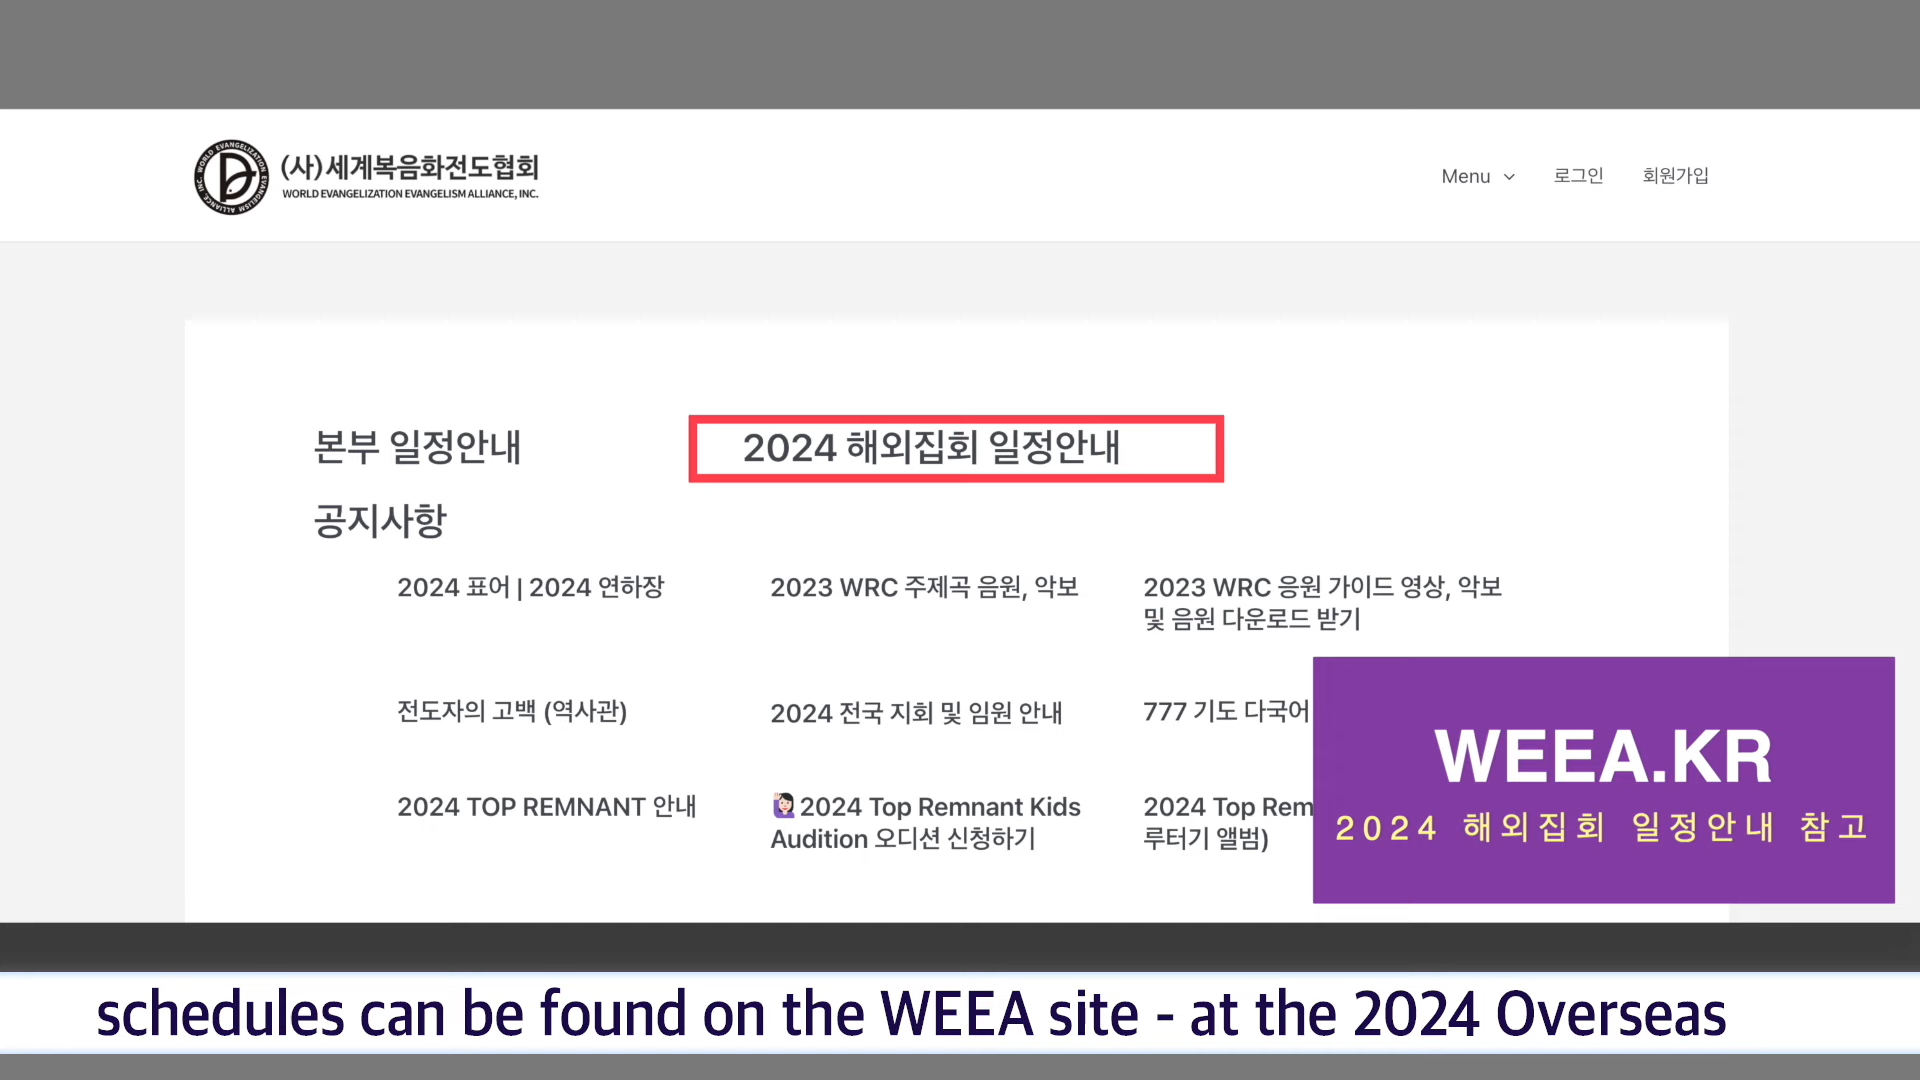 WORLD EVANGELIZATION EVANGELISM ALLIANCE, INC.
(사)세계복음화전도협회
WORLD EVANGELIZATION EVANGELISM ALLIANCE, INC.
Menu 로그인 회원가입
본부 일정안내
2024 해외집회 일정안내
공지사항
2024 표어 | 2024 연하장
2023 WRC 주제곡 음원, 악보
2023 WRC 응원 가이드 영상, 악보
및 음원 다운로드 받기
전도자의 고백 (역사관)
2024 전국 지회 및 임원 안내
777 기도 다국어
2024 TOP REMNANT 안내
2024 Top Remnant Kids
Audition 오디션 신청하기
2024 Top Rem
루터기 앨범)
WEEA.KR
2024 해외집회 일정안내 참고
schedules can be found on the WEEA site - at the 2024 Overseas